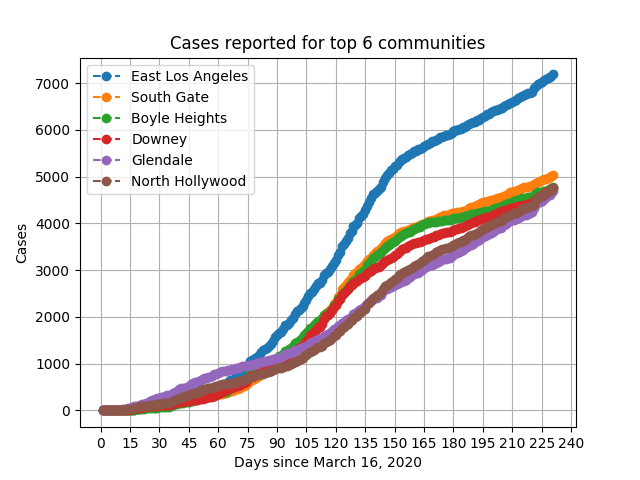 Cases reported for top 6 communities
7000
6000
5000
4000
3000
2000
1000
0
Cases
East Los Angeles
South Gate
Boyle Heights
Downey
Glendale
North Hollywood
0 15 30 45 60 75 90 105 120 135 150 165 180 195 210 225 240
Days since March 16, 2020